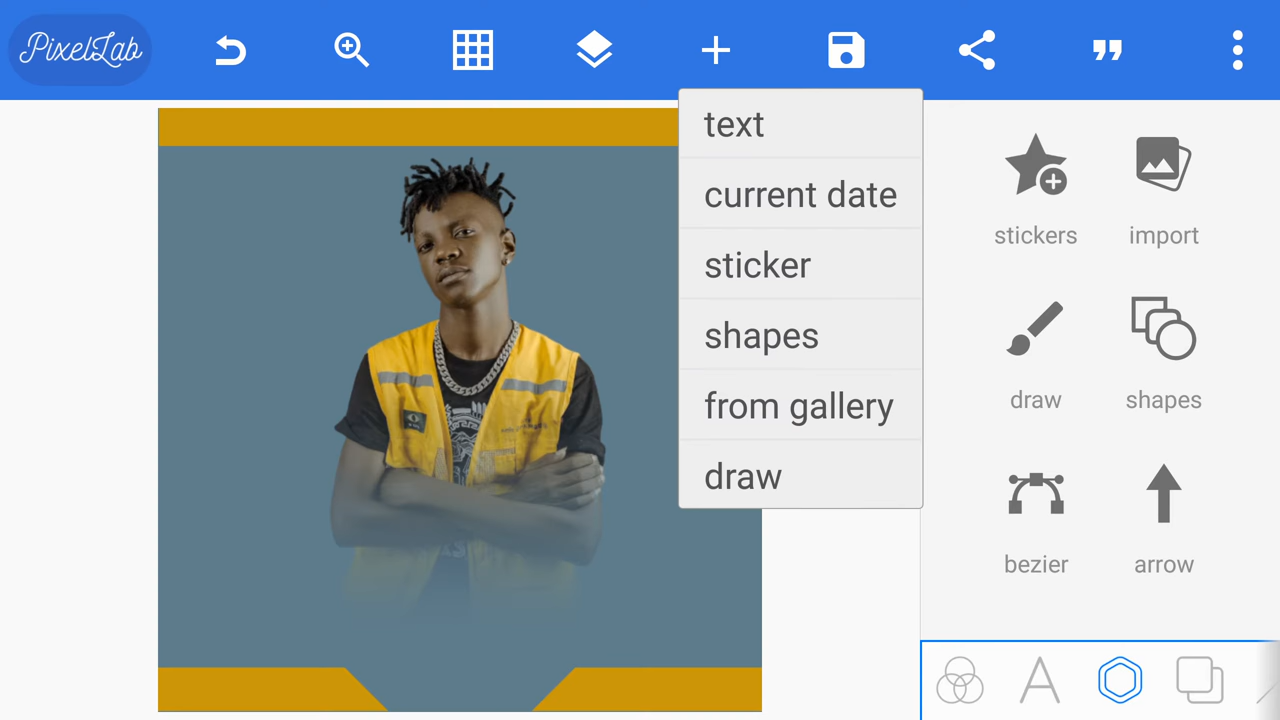 PixelLab
text
current date
sticker
shapes
from gallery
draw
stickers
import
draw
shapes
bezier
arrow